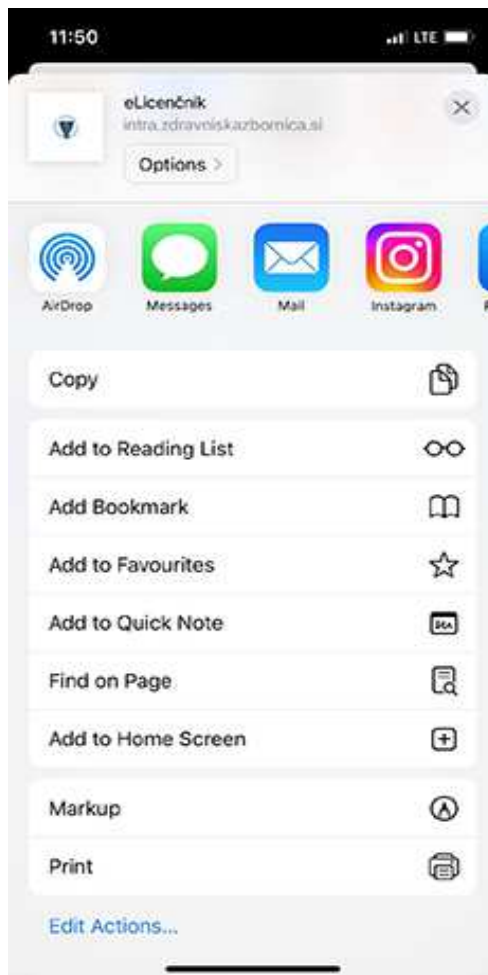 11:50
LTE
eLicenčnik
intra.zdravniskazbornica.si
Options
AirDrop
Messages
Mail
Instagram
Copy
Add to Reading List
Add Bookmark
Add to Favourites
Add to Quick Note
Find on Page
Add to Home Screen
Markup
Print
Edit Actions...